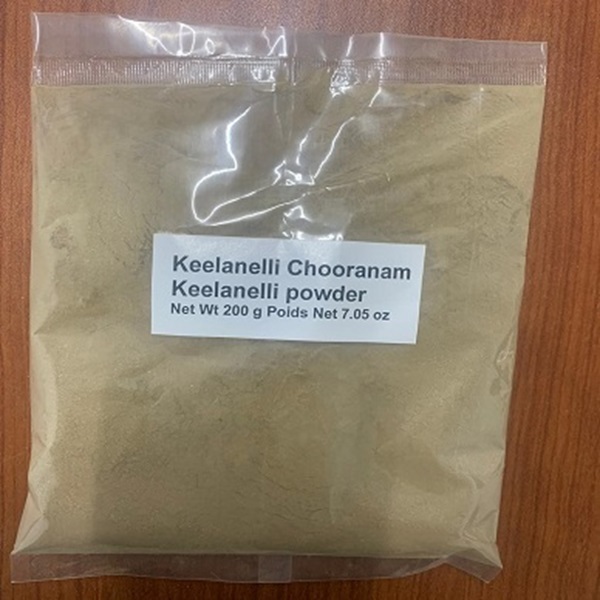 Keelanelli Chooranam
Keelanelli powder
Net Wt 200 g Poids Net 7.05 oz